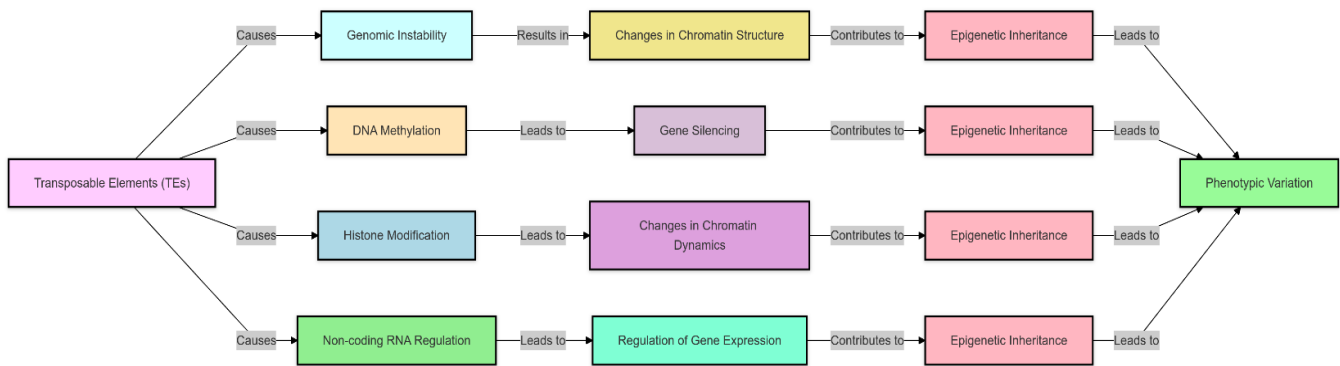 Causes
Genomic Instability
Results in
Changes in Chromatin Structure
Contributes to
Epigenetic Inheritance
Leads to
Causes
DNA Methylation
Leads to
Gene Silencing
Contributes to
Epigenetic Inheritance
Leads to
Transposable Elements (TEs)
Phenotypic Variation
Causes
Histone Modification
Leads to
Changes in Chromatin
Dynamics
Contributes to
Epigenetic Inheritance
Leads to
Causes
Non-coding RNA Regulation
Leads to
Regulation of Gene Expression
Contributes to
Epigenetic Inheritance
Leads to